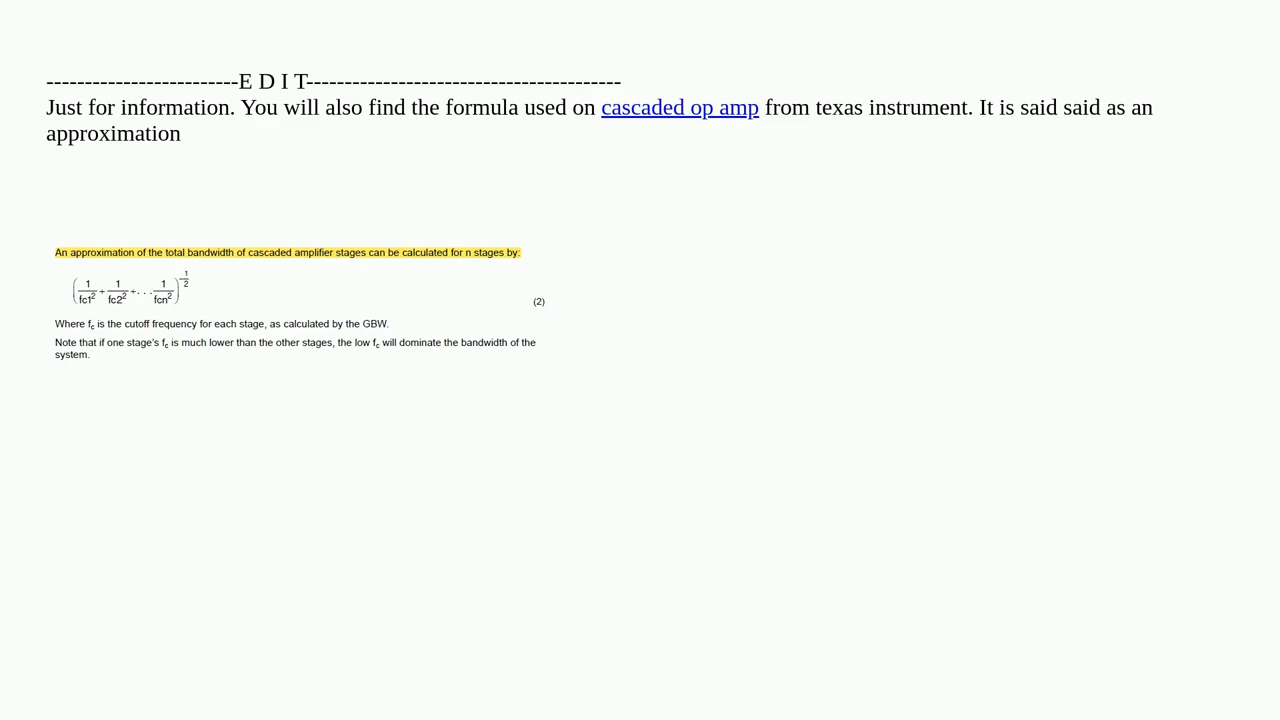 -------------------------E D I T-----------------------------------------
Just for information. You will also find the formula used on cascaded op amp from texas instrument. It is said said as an
approximation
An approximation of the total bandwidth of cascaded amplifier stages can be calculated for n stages by:
(1/fc1² + 1/fc2² + . . . 1/fcn²)^-1/2
(2)
Where fc is the cutoff frequency for each stage, as calculated by the GBW.
Note that if one stage's fc is much lower than the other stages, the low fc will dominate the bandwidth of the
system.